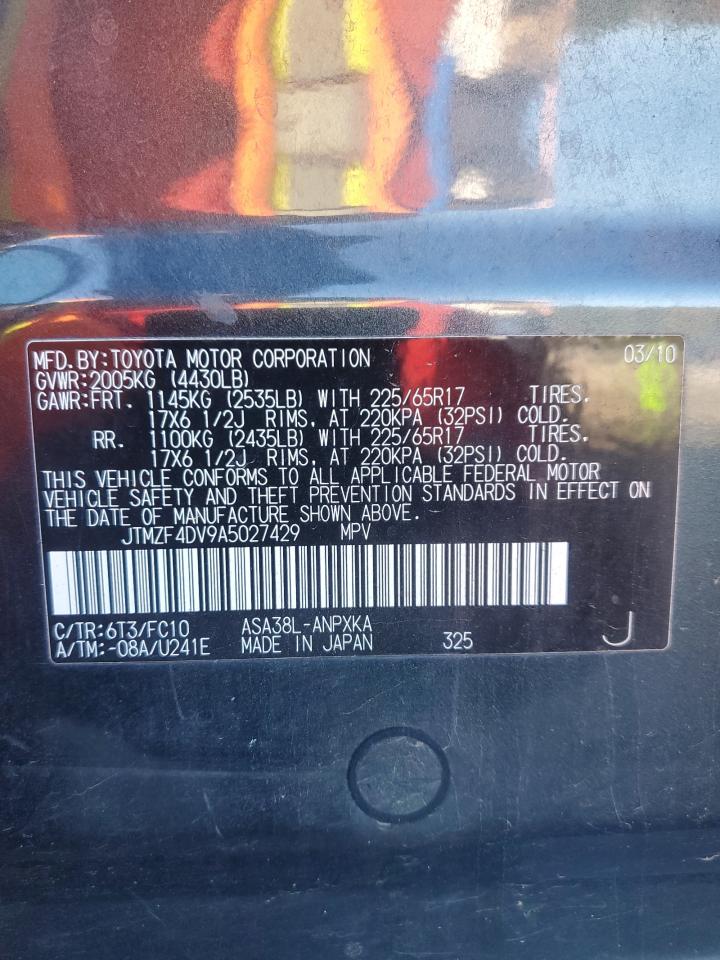 MFD.BY:TOYOTA MOTOR CORPORATION 03/10
GVWR:2005KG (4430LB)
GAWR:FRT. 1145KG (2535LB) WITH 225/65R17 TIRES.
17X6 1/2J RIMS, AT 220KPA (32PSI) COLD.
RR. 1100KG (2435LB) WITH 225/65R17 TIRES.
17X6 1/2J RIMS, AT 220KPA (32PSI) COLD.
THIS VEHICLE CONFORMS TO ALL APPLICABLE FEDERAL MOTOR
VEHICLE SAFETY AND THEFT PREVENTION STANDARDS IN EFFECT ON
THE DATE OF MANUFACTURE SHOWN ABOVE.
JTMZF4DV9A5027429 MPV
C/TR:6T3/FC10 ASA38L-ANPXKA
A/TM:-08A/U241E MADE IN JAPAN 325 J